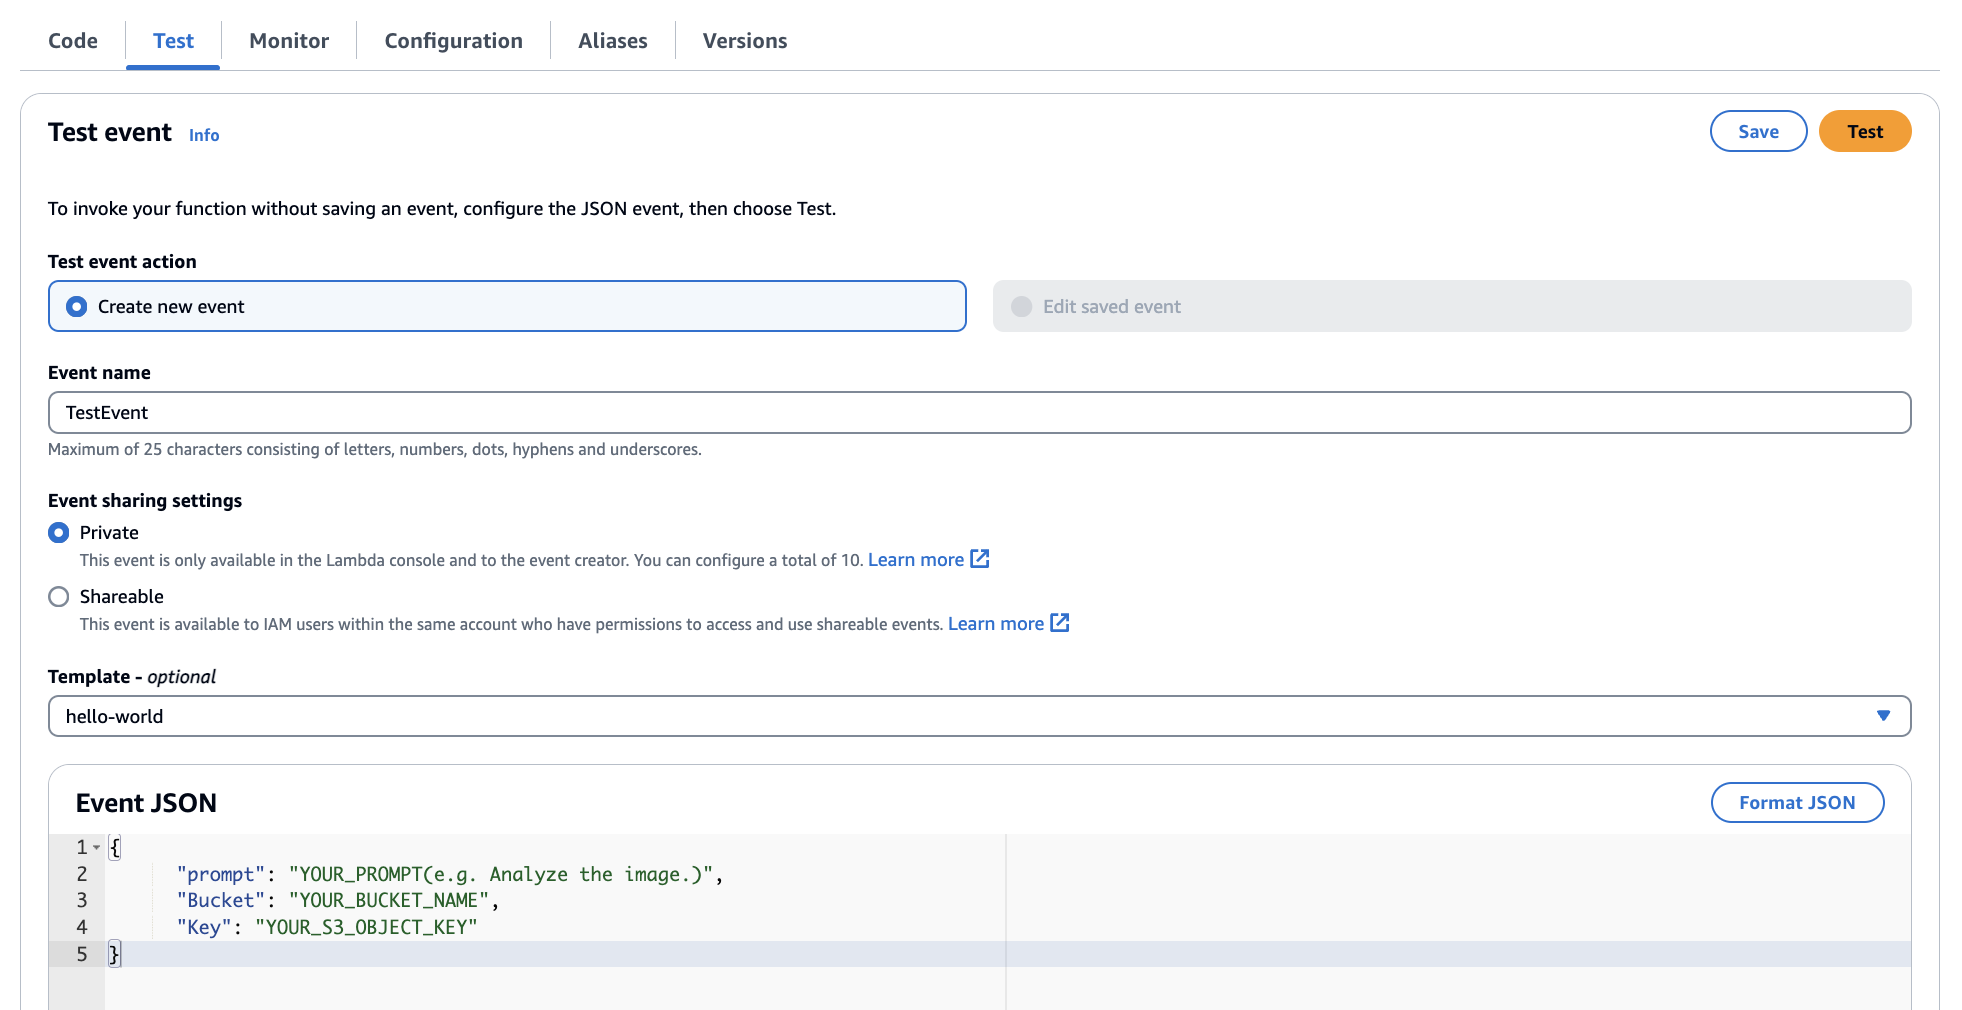 Code Test Monitor Configuration Aliases Versions
Test event Info Save Test
To invoke your function without saving an event, configure the JSON event, then choose Test.
Test event action
Create new event Edit saved event
Event name
TestEvent
Maximum of 25 characters consisting of letters, numbers, dots, hyphens and underscores.
Event sharing settings
Private
This event is only available in the Lambda console and to the event creator. You can configure a total of 10. Learn more
Shareable
This event is available to IAM users within the same account who have permissions to access and use shareable events. Learn more
Template - optional
hello-world
Event JSON Format JSON
1 {
2 "prompt": "YOUR_PROMPT(e.g. Analyze the image.)",
3 "Bucket": "YOUR_BUCKET_NAME",
4 "Key": "YOUR_S3_OBJECT_KEY"
5 }